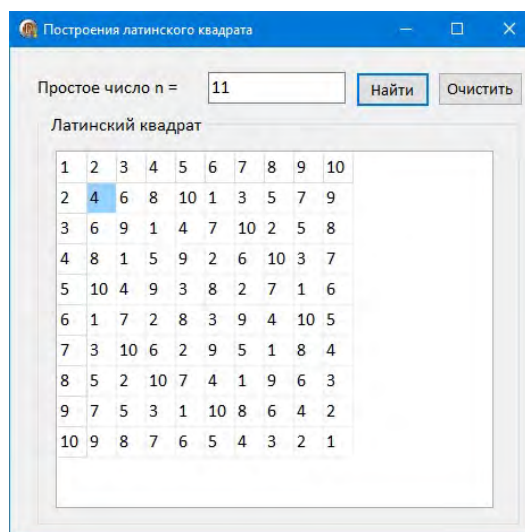 Построения латинского квадрата
Простое число n = 11 Найти Очистить
Латинский квадрат
1 2 3 4 5 6 7 8 9 10
2 4 6 8 10 1 3 5 7 9
3 6 9 1 4 7 10 2 5 8
4 8 1 5 9 2 6 10 3 7
5 10 4 9 3 8 2 7 1 6
6 1 7 2 8 3 9 4 10 5
7 3 10 6 2 9 5 1 8 4
8 5 2 10 7 4 1 9 6 3
9 7 5 3 1 10 8 6 4 2
10 9 8 7 6 5 4 3 2 1